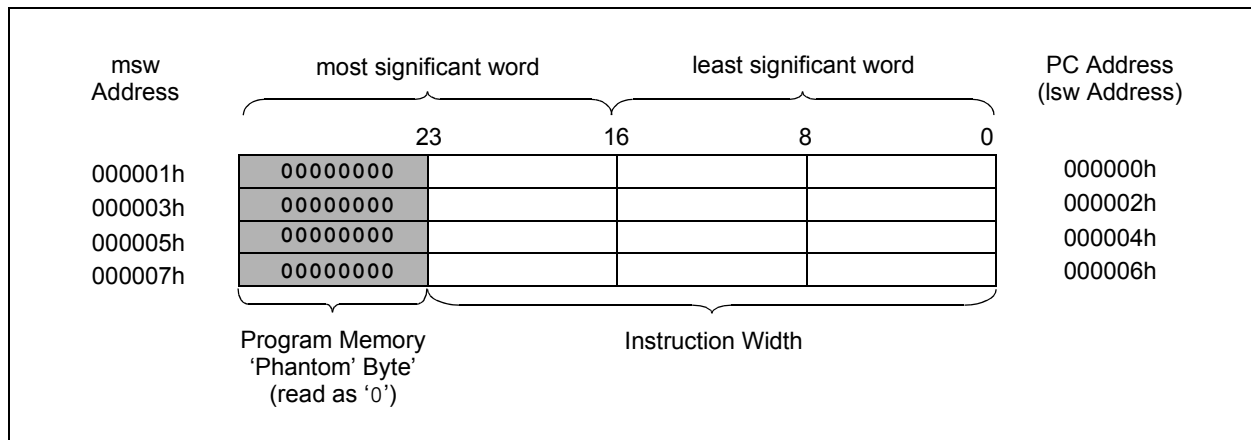 msw
Address
most significant word
least significant word
PC Address
(lsw Address)
23 16 8 0
000001h 00000000 000000h
000003h 00000000 000002h
000005h 00000000 000004h
000007h 00000000 000006h
Program Memory
‘Phantom’ Byte’
(read as ‘0’)
Instruction Width